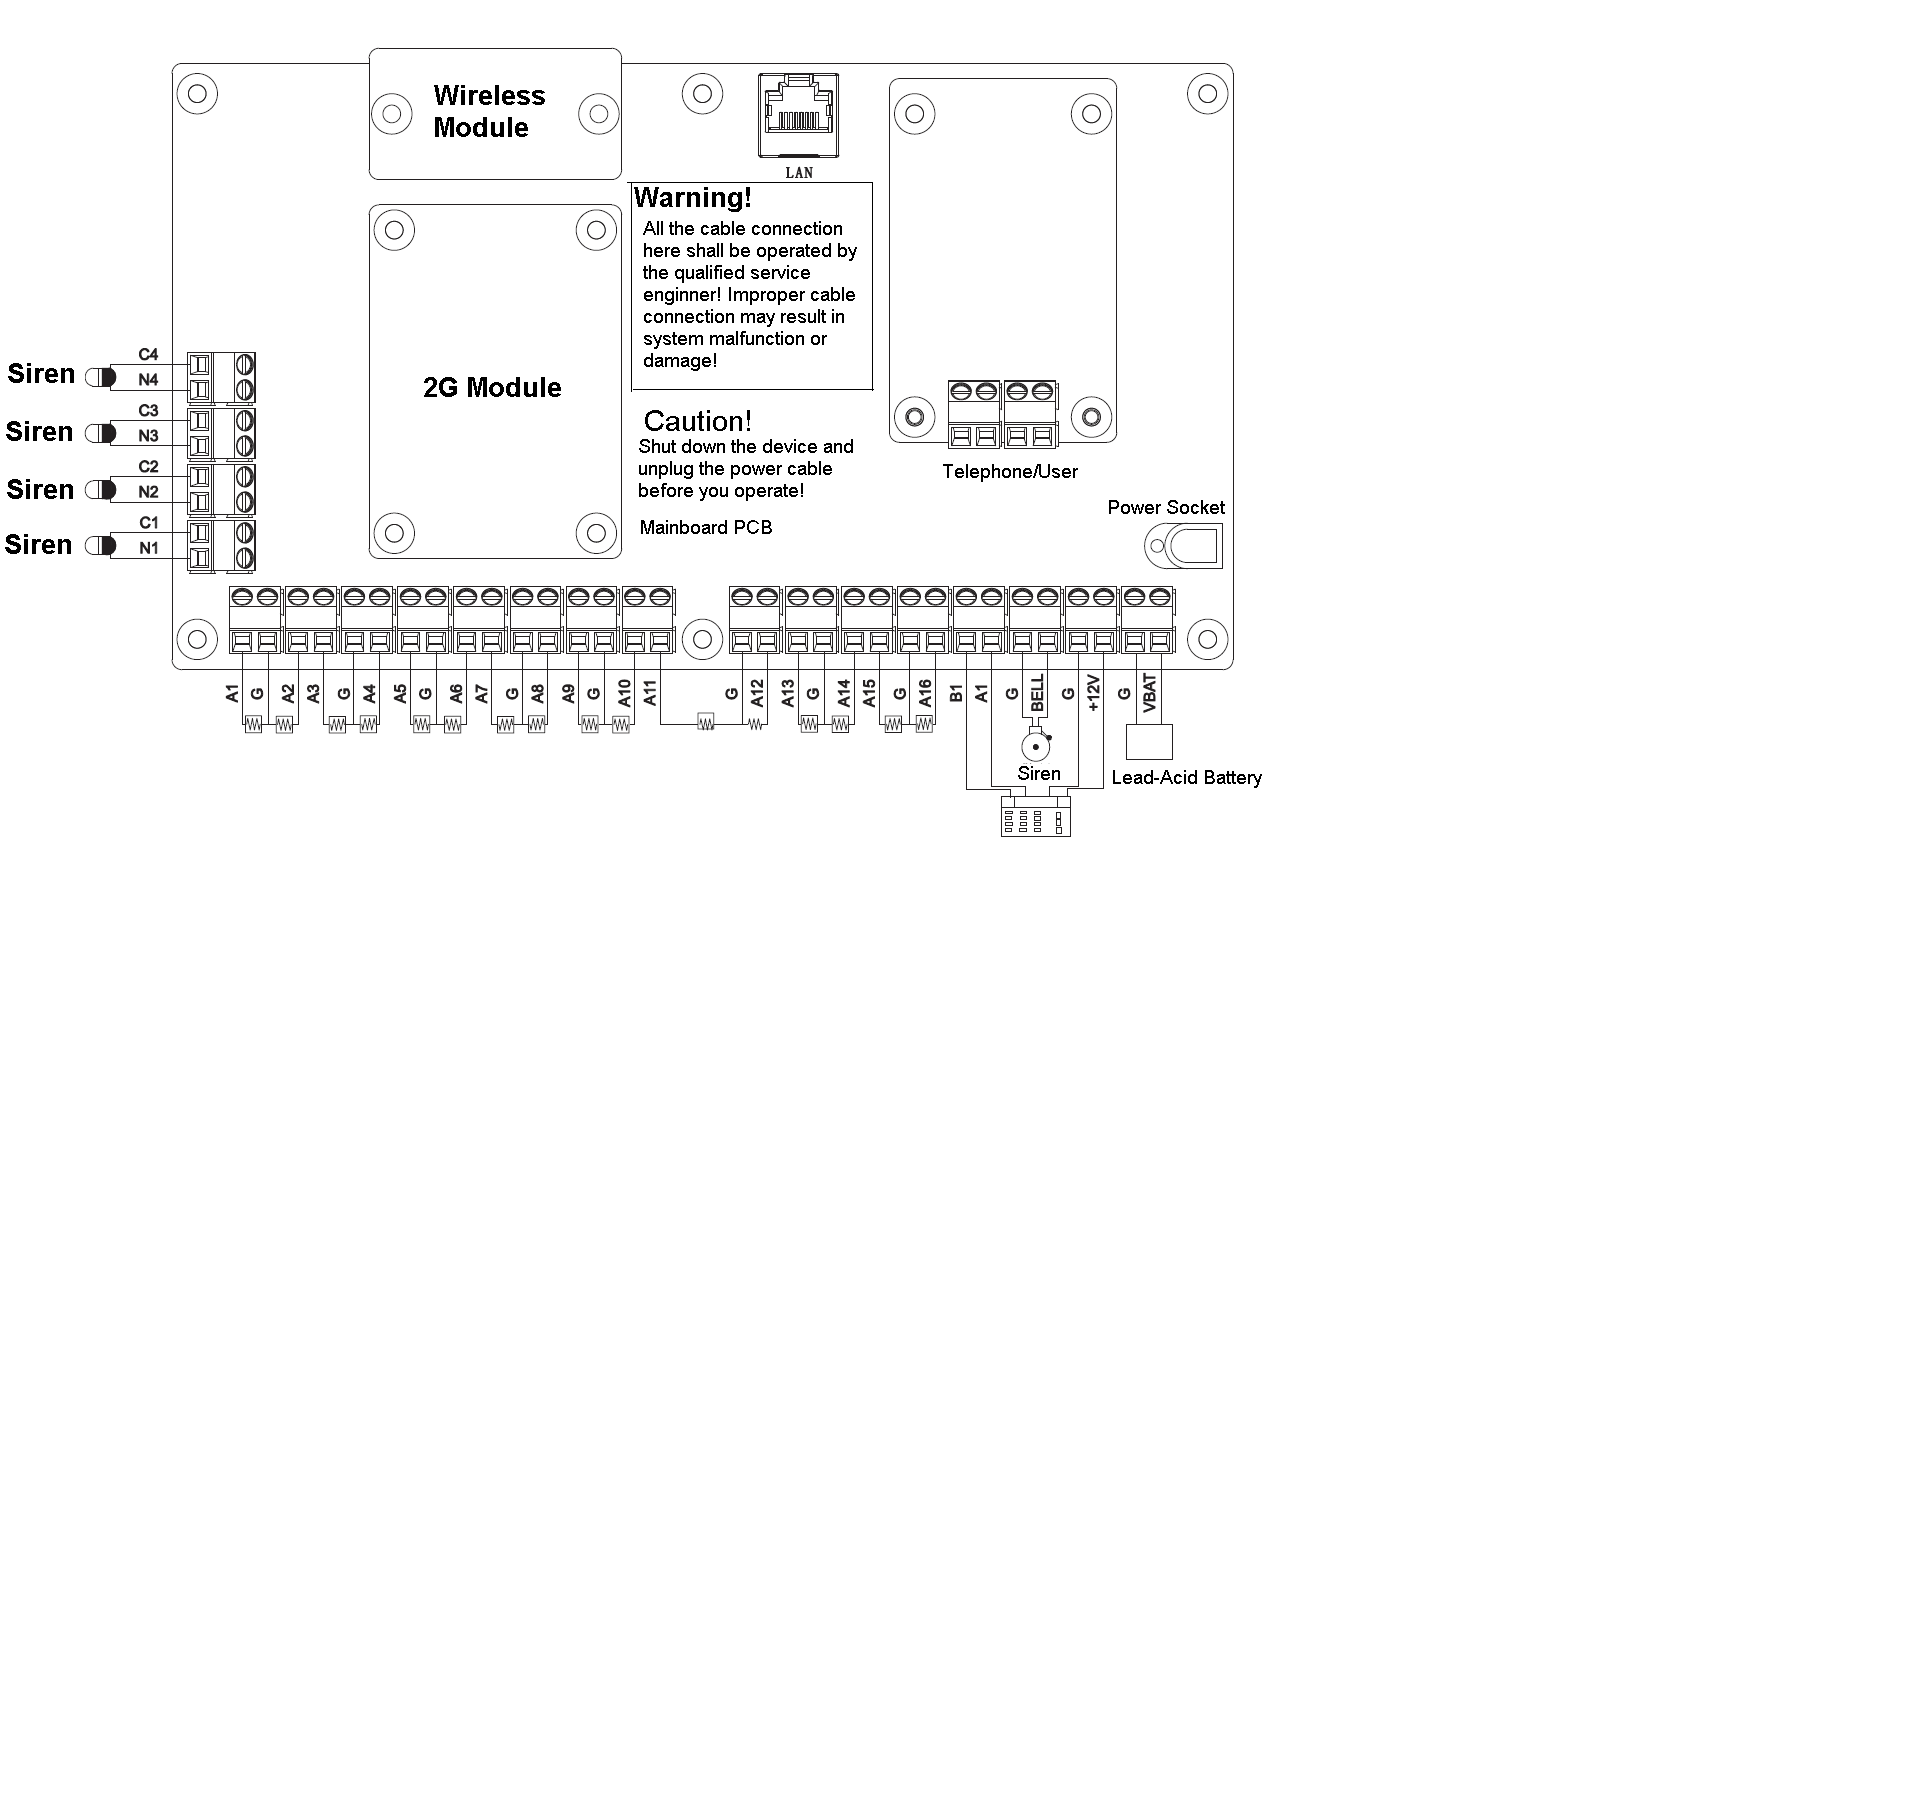 Wireless
Module
LAN
Warning!
All the cable connection
here shall be operated by
the qualified service
enginner! Improper cable
connection may result in
system malfunction or
damage!
2G Module
Caution!
Shut down the device and
unplug the power cable
before you operate!
Mainboard PCB
Telephone/User
Power Socket
Siren
C4
N4
Siren
C3
N3
Siren
C2
N2
Siren
C1
N1
A1 G A2 A3 G A4 A5 G A6 A7 G A8 A9 G A10 A11 G A12 A13 G A14 A15 G A16 B1 A1 G BELL G +12V G VBAT
Siren
Lead-Acid Battery